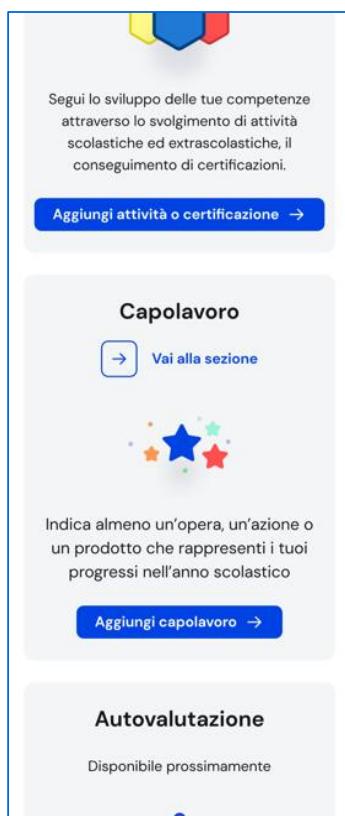 Segui lo sviluppo delle tue competenze
attraverso lo svolgimento di attività
scolastiche ed extrascolastiche, il
conseguimento di certificazioni.
Aggiungi attività o certificazione →
Capolavoro
→ Vai alla sezione
Indica almeno un'opera, un'azione o
un prodotto che rappresenti i tuoi
progressi nell'anno scolastico
Aggiungi capolavoro →
Autovalutazione
Disponibile prossimamente